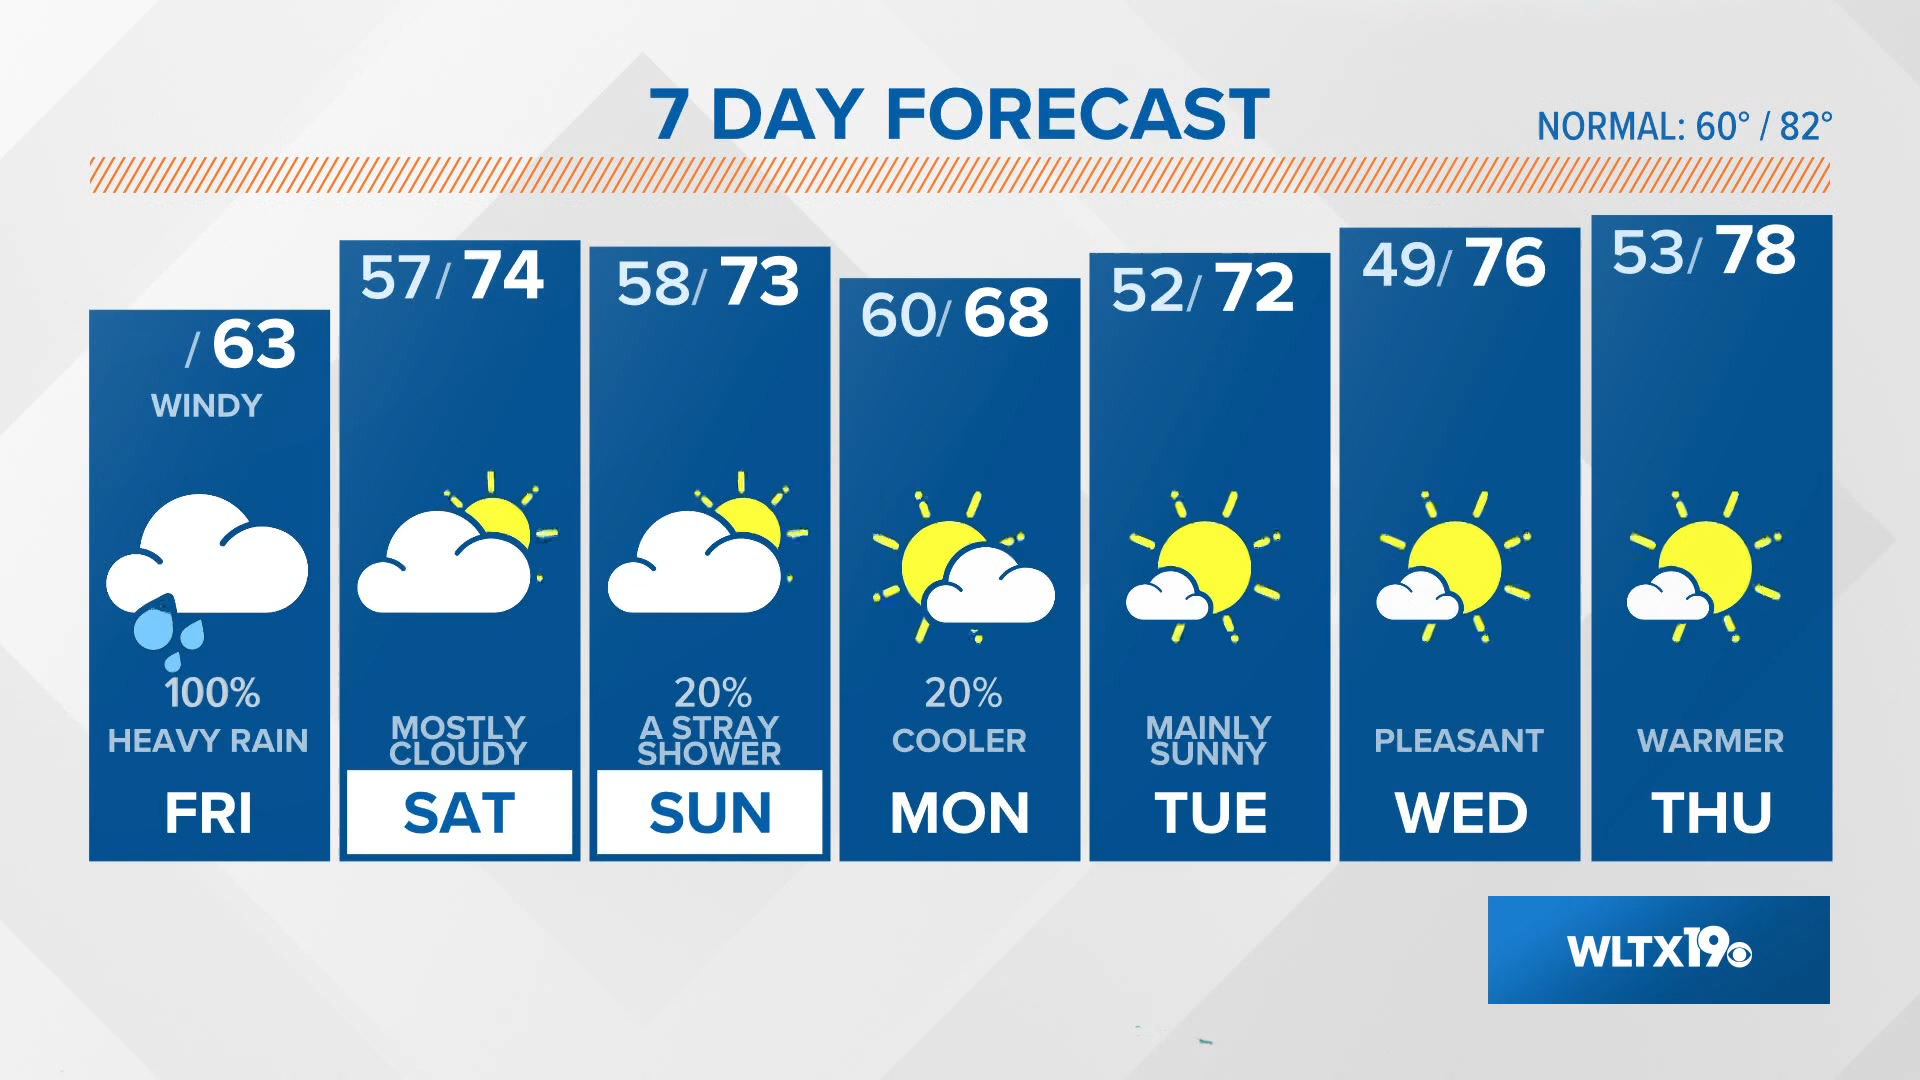 7 DAY FORECAST
NORMAL: 60° / 82°
/ 63
WINDY
100%
HEAVY RAIN
FRI
57/ 74
MOSTLY
CLOUDY
SAT
58/ 73
20%
A STRAY
SHOWER
SUN
60/ 68
20%
COOLER
MON
52/ 72
MAINLY
SUNNY
TUE
49/ 76
PLEASANT
WED
53/ 78
WARMER
THU
WLTX19